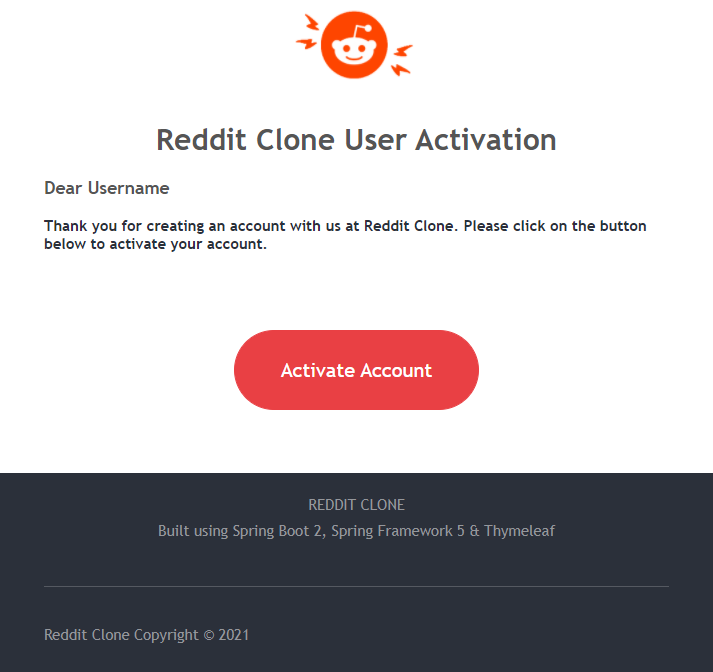 Reddit Clone User Activation
Dear Username
Thank you for creating an account with us at Reddit Clone. Please click on the button
below to activate your account.
Activate Account
REDDIT CLONE
Built using Spring Boot 2, Spring Framework 5 & Thymeleaf
Reddit Clone Copyright © 2021